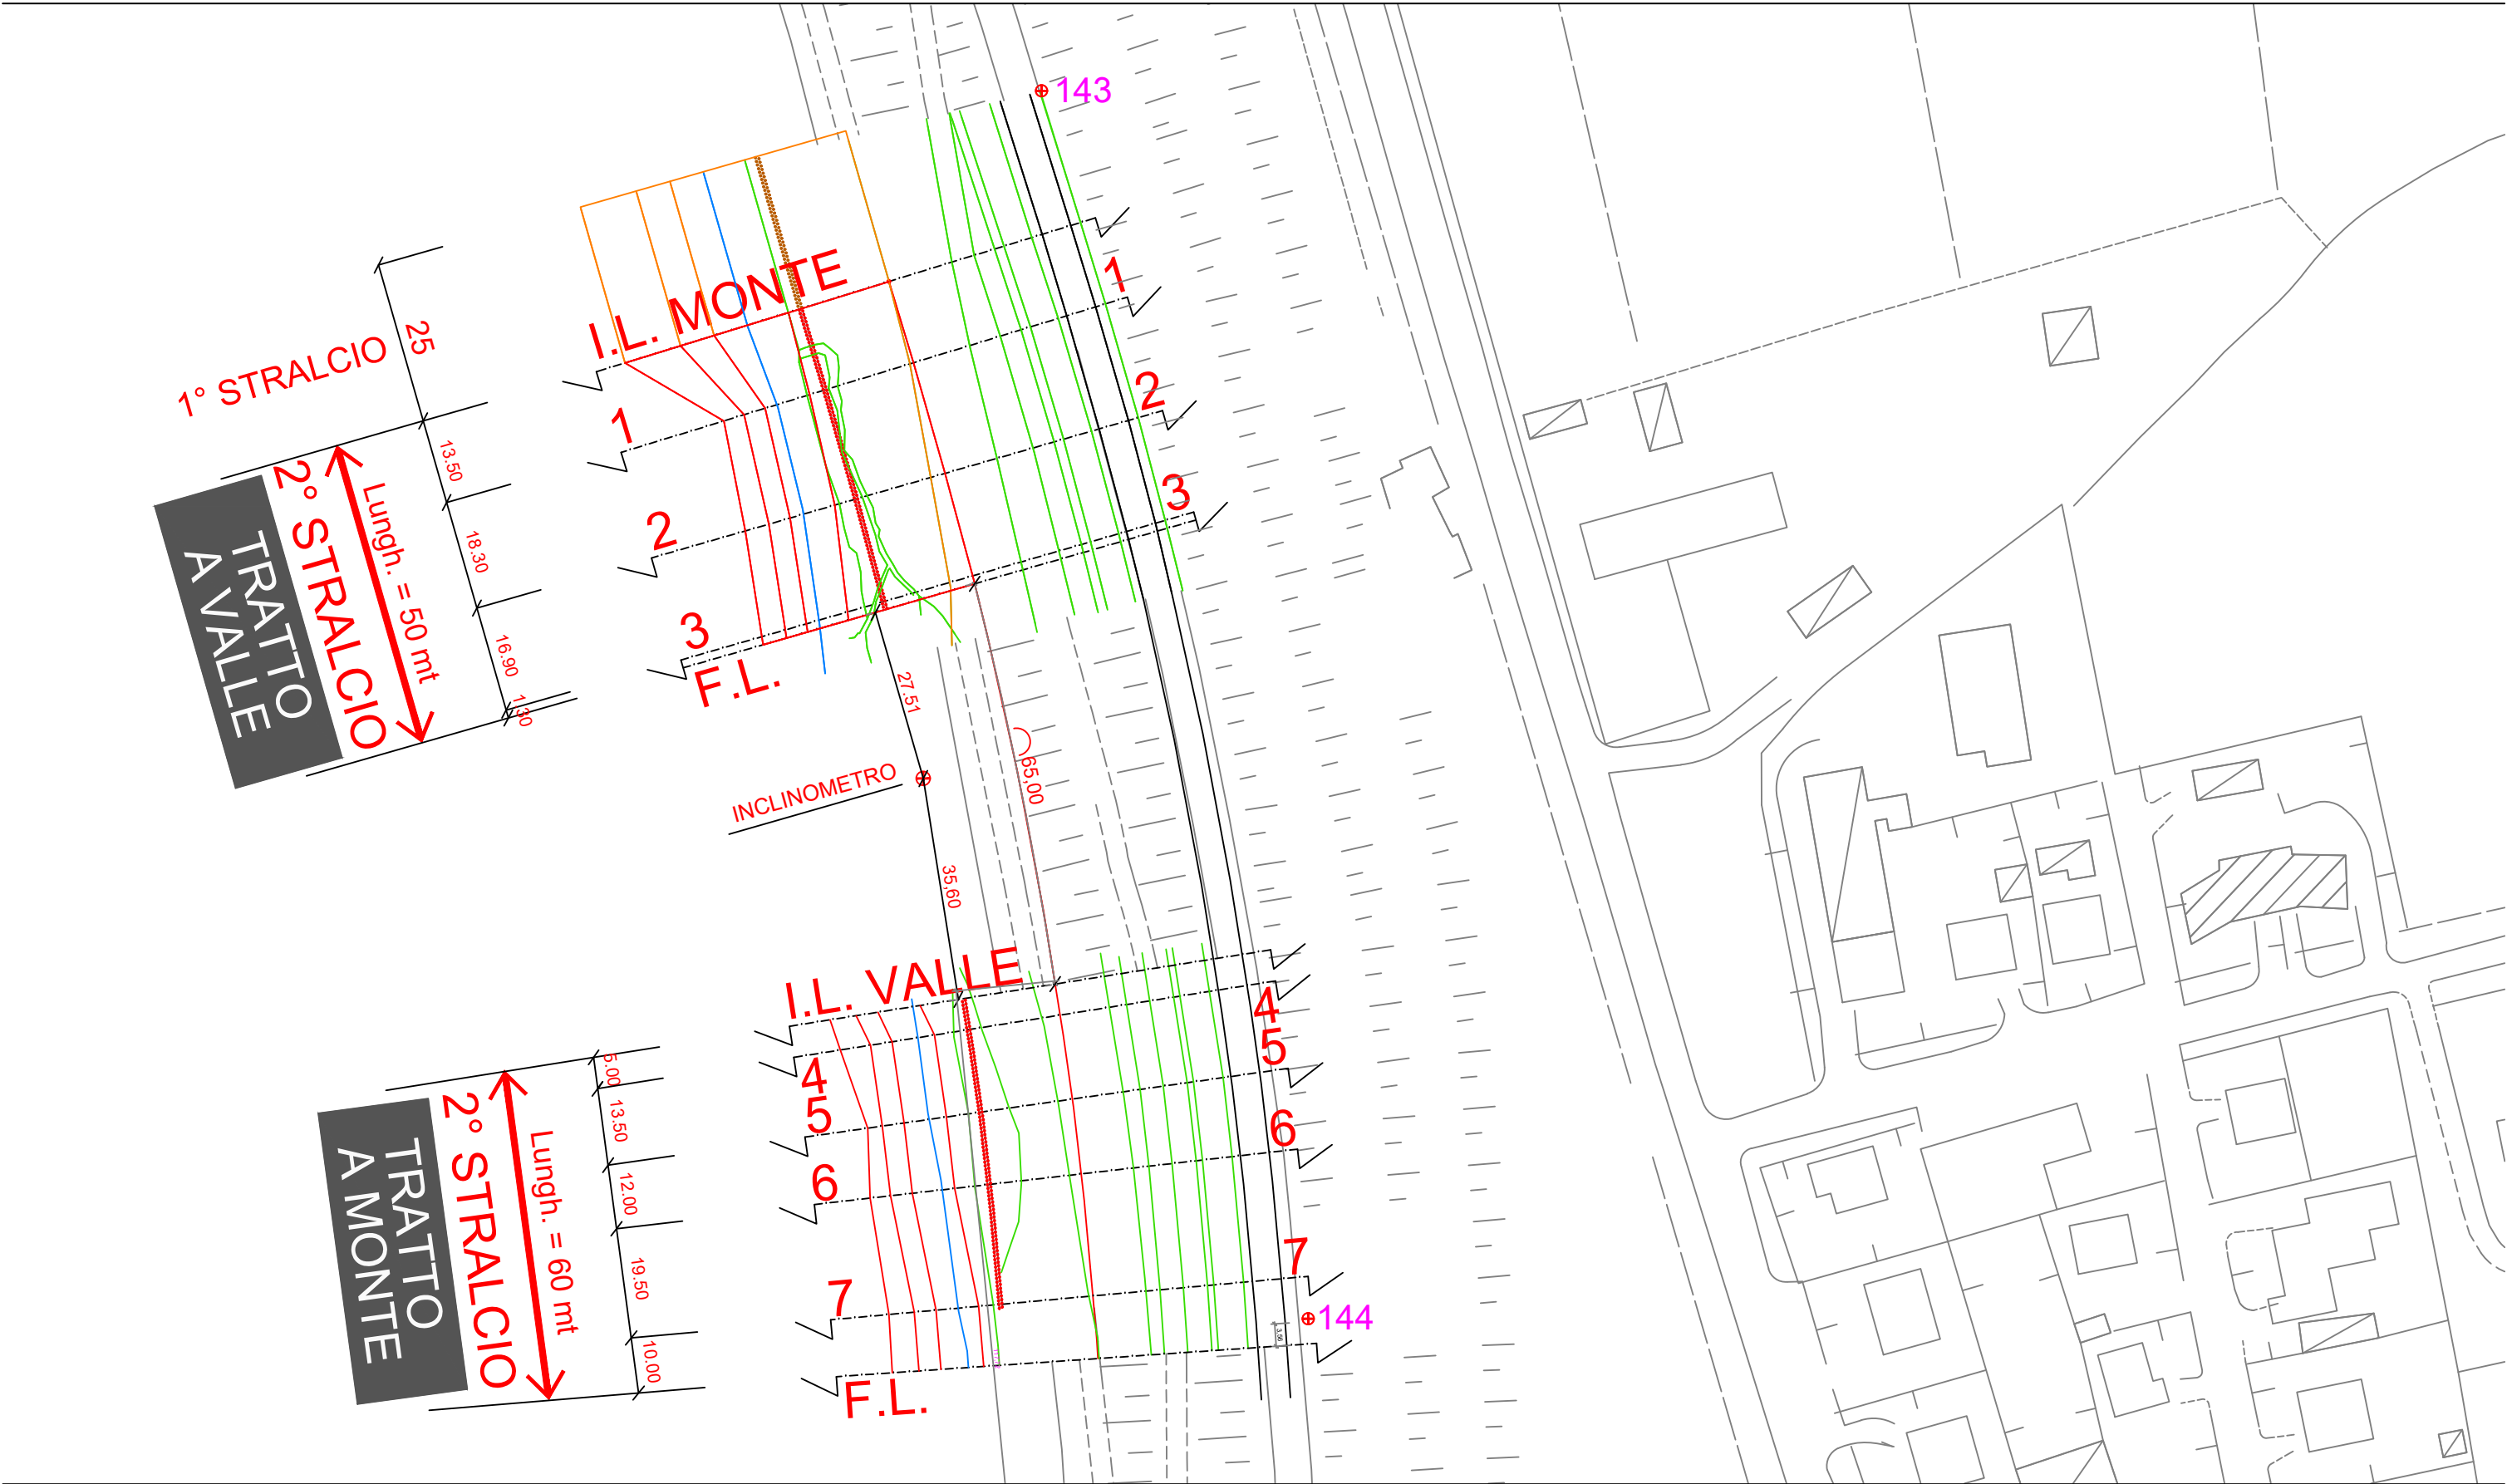 143
I.L. MONTE
1
1° STRALCIO
25
1
2
13.50
2
3
18.30
3
16.90
1.30
F.L.
2° STRALCIO
Lungh. = 50 mt
TRATTO
A VALLE
27.51
65,00
INCLINOMETRO
35,60
I.L. VALLE
4
5
6
7
144
3.66
4
5
6
7
F.L.
5.00
13.50
12.00
19.50
10.00
2° STRALCIO
Lungh. = 60 mt
TRATTO
A MONTE